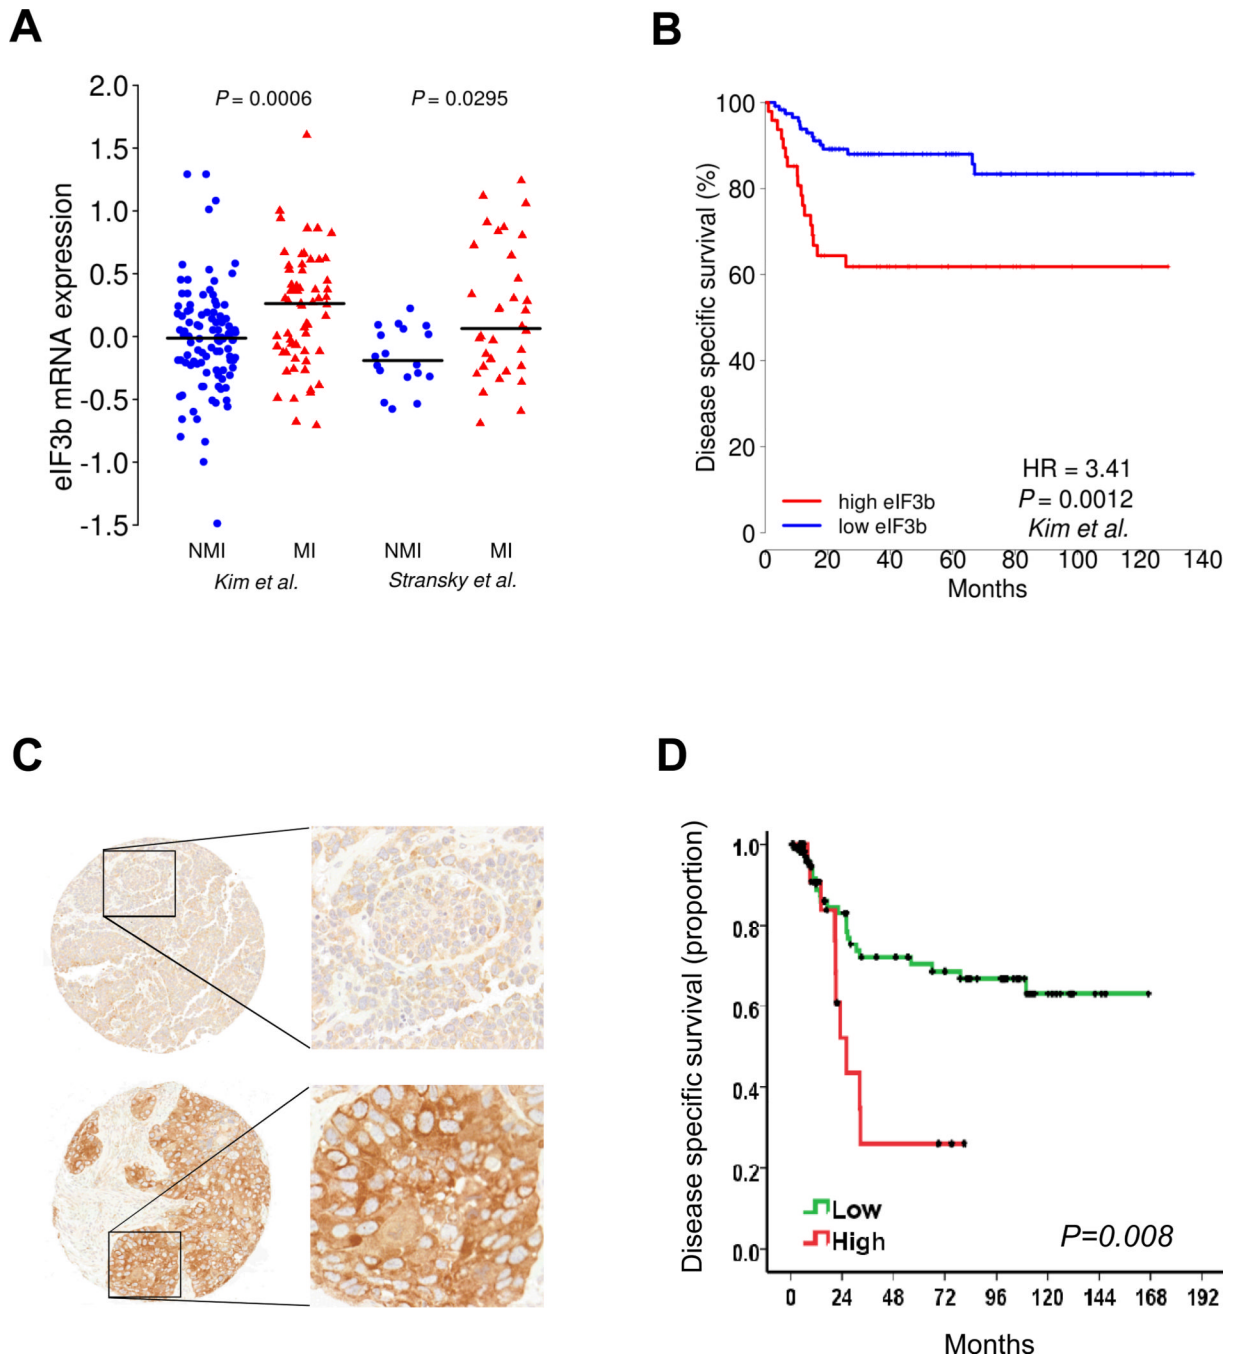 A
P = 0.0006
P = 0.0295
2.0
1.5
1.0
0.5
0.0
-0.5
-1.0
-1.5
eIF3b mRNA expression
NMI
MI
NMI
MI
Kim et al.
Stransky et al.
B
100
80
60
40
20
0
Disease specific survival (%)
HR = 3.41
P = 0.0012
Kim et al.
high eIF3b
low eIF3b
0 20 40 60 80 100 120 140
Months
C
D
1.0
0.8
0.6
0.4
0.2
0.0
Disease specific survival (proportion)
Low
High
P=0.008
0 24 48 72 96 120 144 168 192
Months